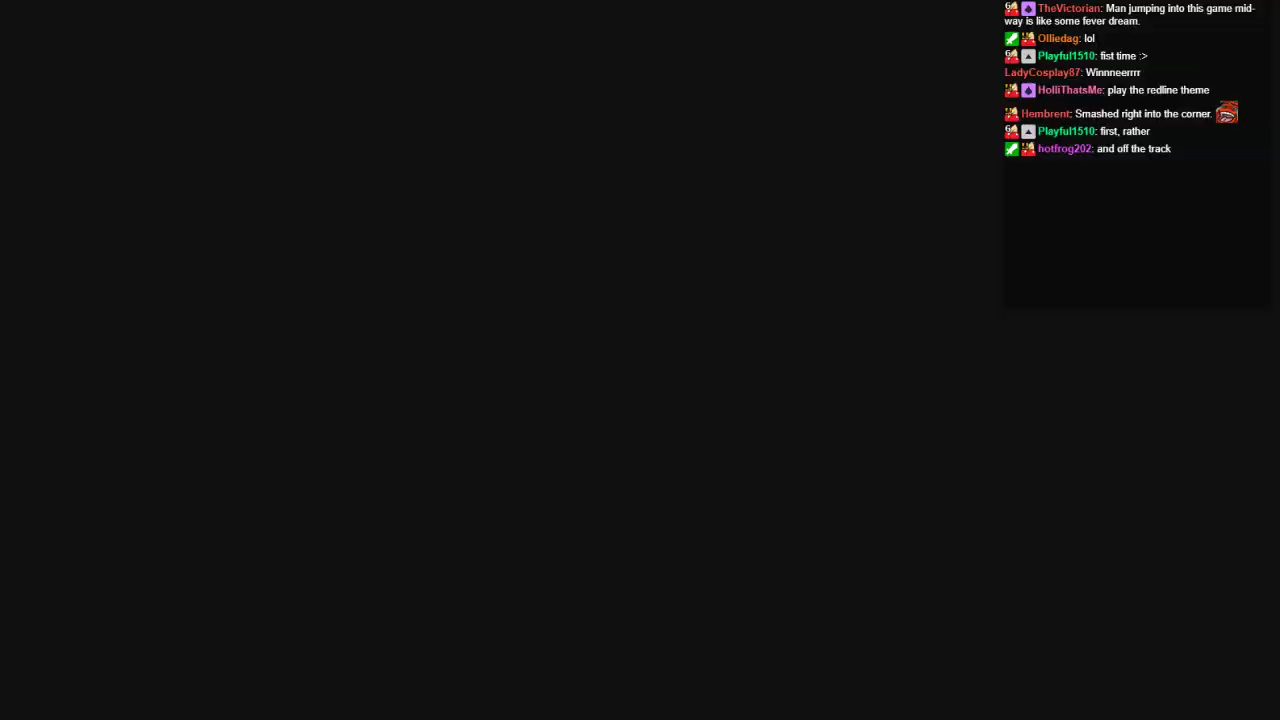 TheVictorian: Man jumping into this game mid-
way is like some fever dream.
Olliedag: lol
Playful1510: fist time :>
LadyCosplay87: Winnneerrrr
HolliThatsMe: play the redline theme
Hembrent: Smashed right into the corner.
Playful1510: first, rather
hotfrog202: and off the track